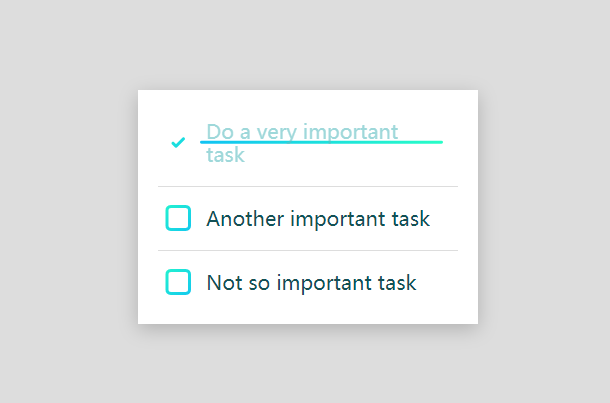 Do a very important
task
Another important task
Not so important task